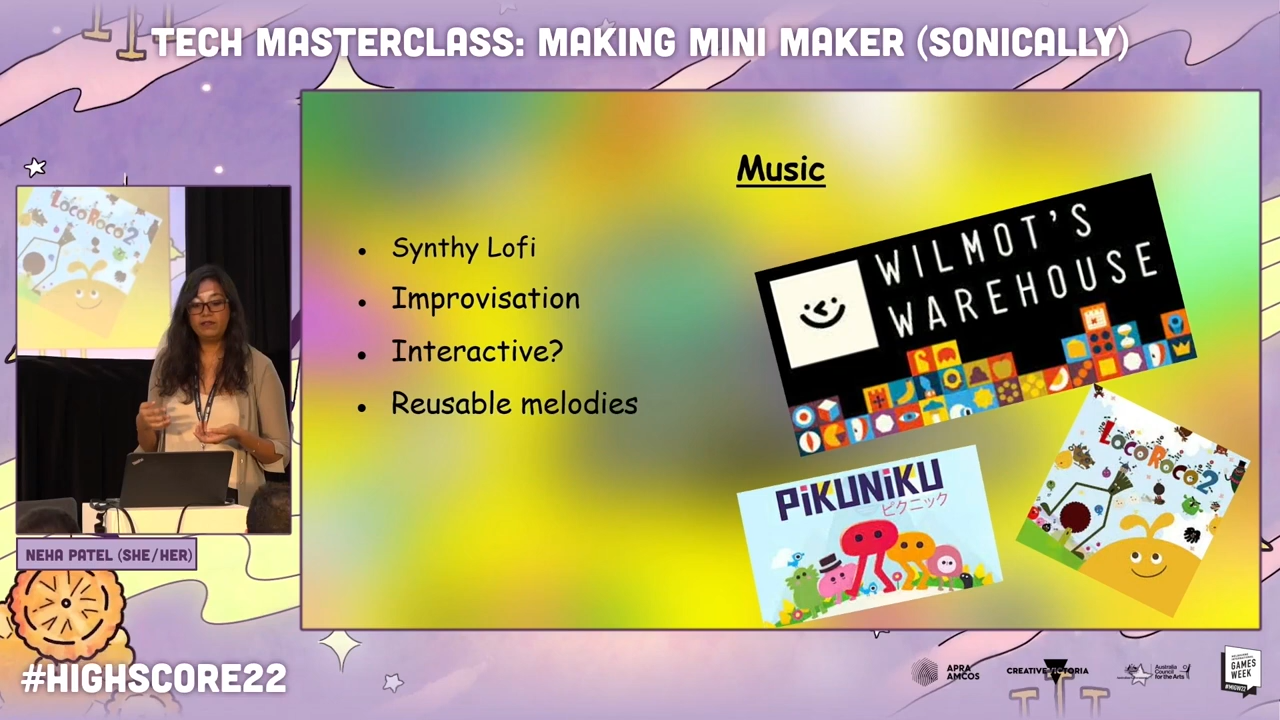 TECH MASTERCLASS: MAKING MINI MAKER (SONICALLY)
Music
• Synthy Lofi
• Improvisation
• Interactive?
• Reusable melodies
WILMOT'S
WAREHOUSE
PiKUNiKU
ピクニック
LocoRoco2
LocoRoco2
NEHA PATEL (SHE/HER)
#HIGHSCORE22
APRA
AMCOS
CREATIVE VICTORIA
Australia
Council
for the Arts
GAMES
WEEK